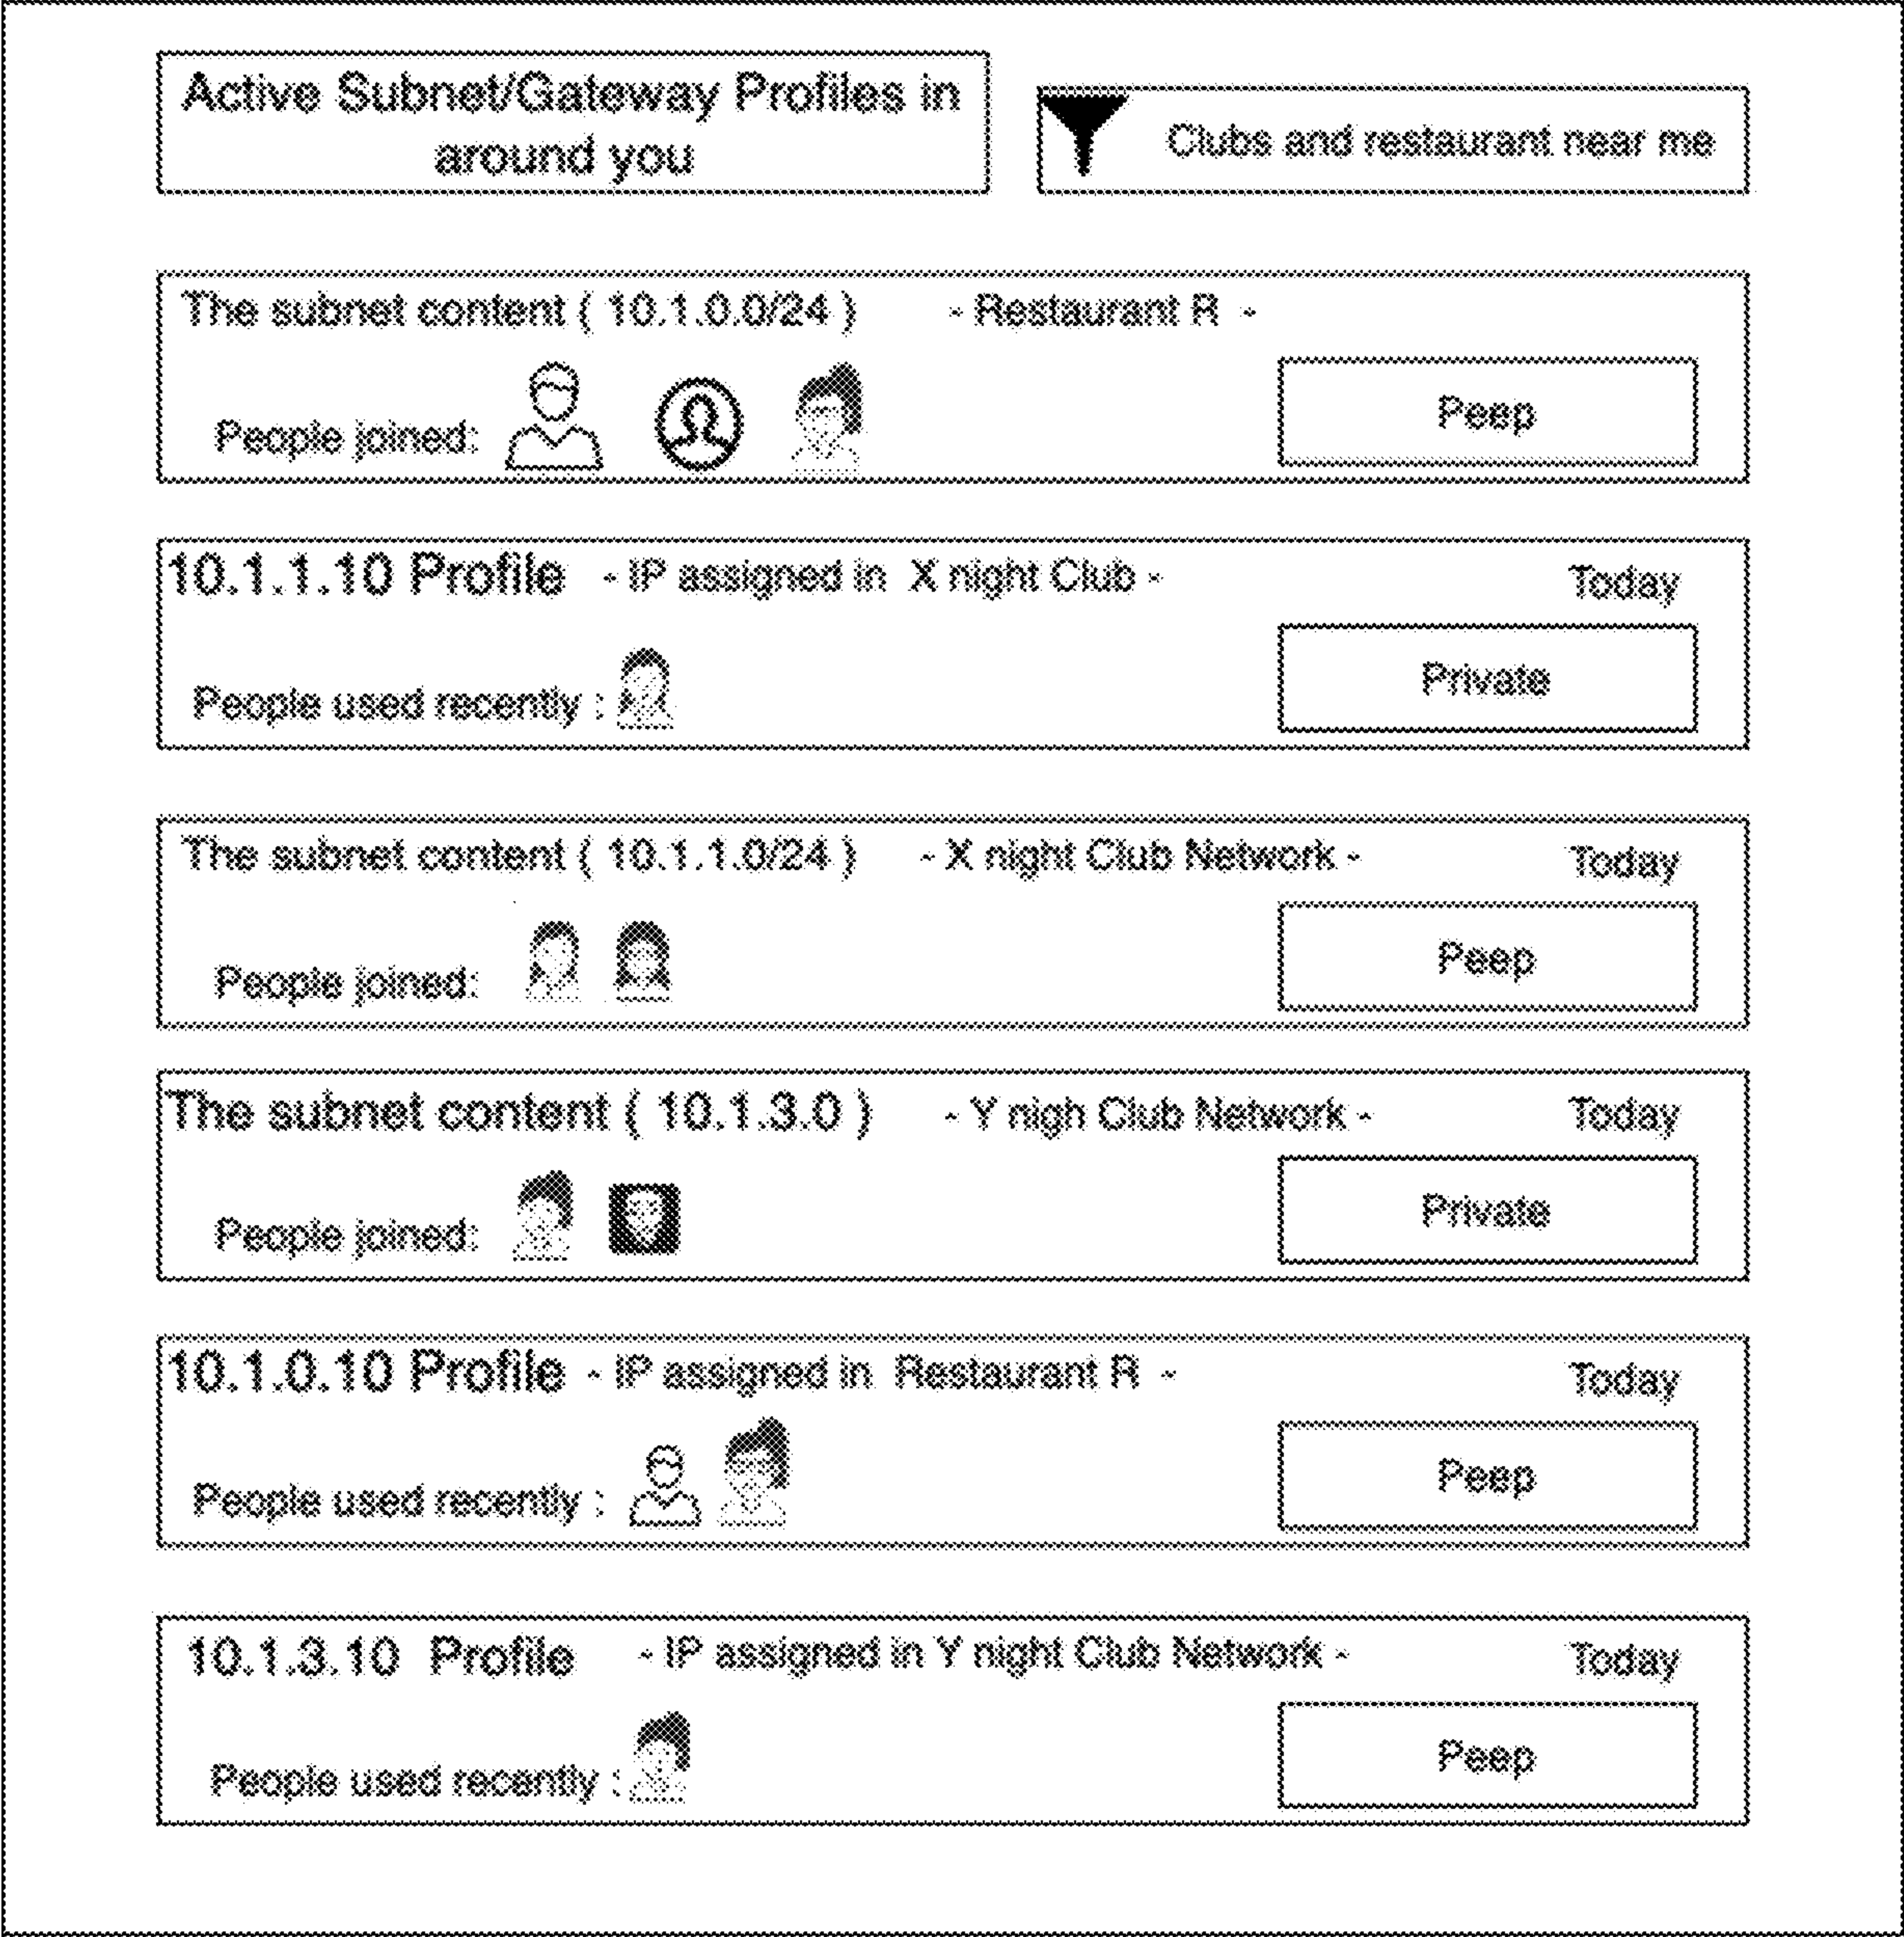 Active Subnet/Gateway Profiles in
around you
Clubs and restaurant near me
The subnet content ( 10.1.0.0/24 ) - Restaurant R -
People joined:
Peep
10.1.1.10 Profile - IP assigned in X night Club - Today
People used recently :
Private
The subnet content ( 10.1.1.0/24 ) - X night Club Network - Today
People joined:
Peep
The subnet content ( 10.1.3.0 ) - Y nigh Club Network - Today
People joined:
Private
10.1.0.10 Profile - IP assigned in Restaurant R - Today
People used recently :
Peep
10.1.3.10 Profile - IP assigned in Y night Club Network - Today
People used recently :
Peep